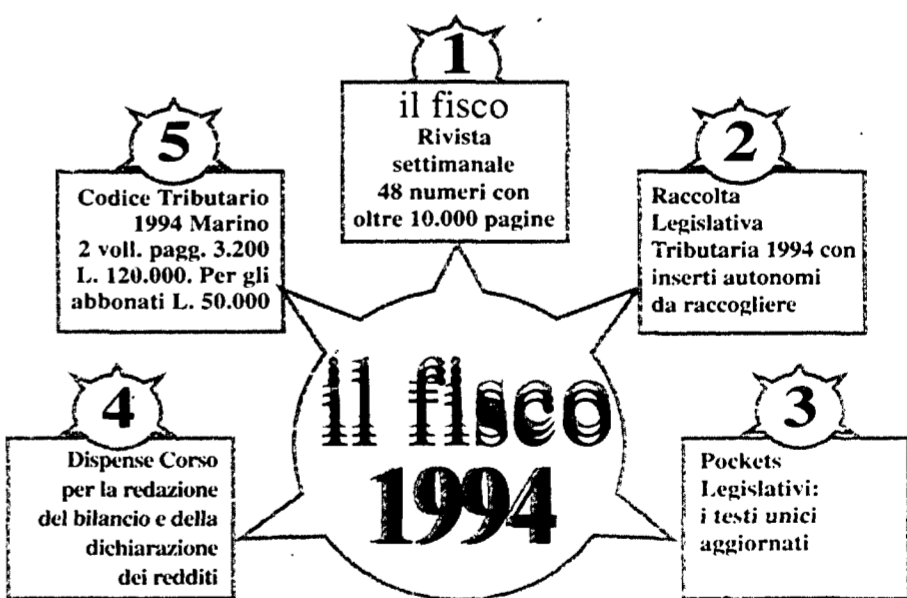 1
il fisco
Rivista
settimanale
48 numeri con
oltre 10.000 pagine
2
Raccolta
Legislativa
Tributaria 1994 con
inserti autonomi
da raccogliere
3
Pockets
Legislativi:
i testi unici
aggiornati
4
Dispense Corso
per la redazione
del bilancio e della
dichiarazione
dei redditi
5
Codice Tributario
1994 Marino
2 voll. pagg. 3.200
L. 120.000. Per gli
abbonati L. 50.000
il fisco
1994